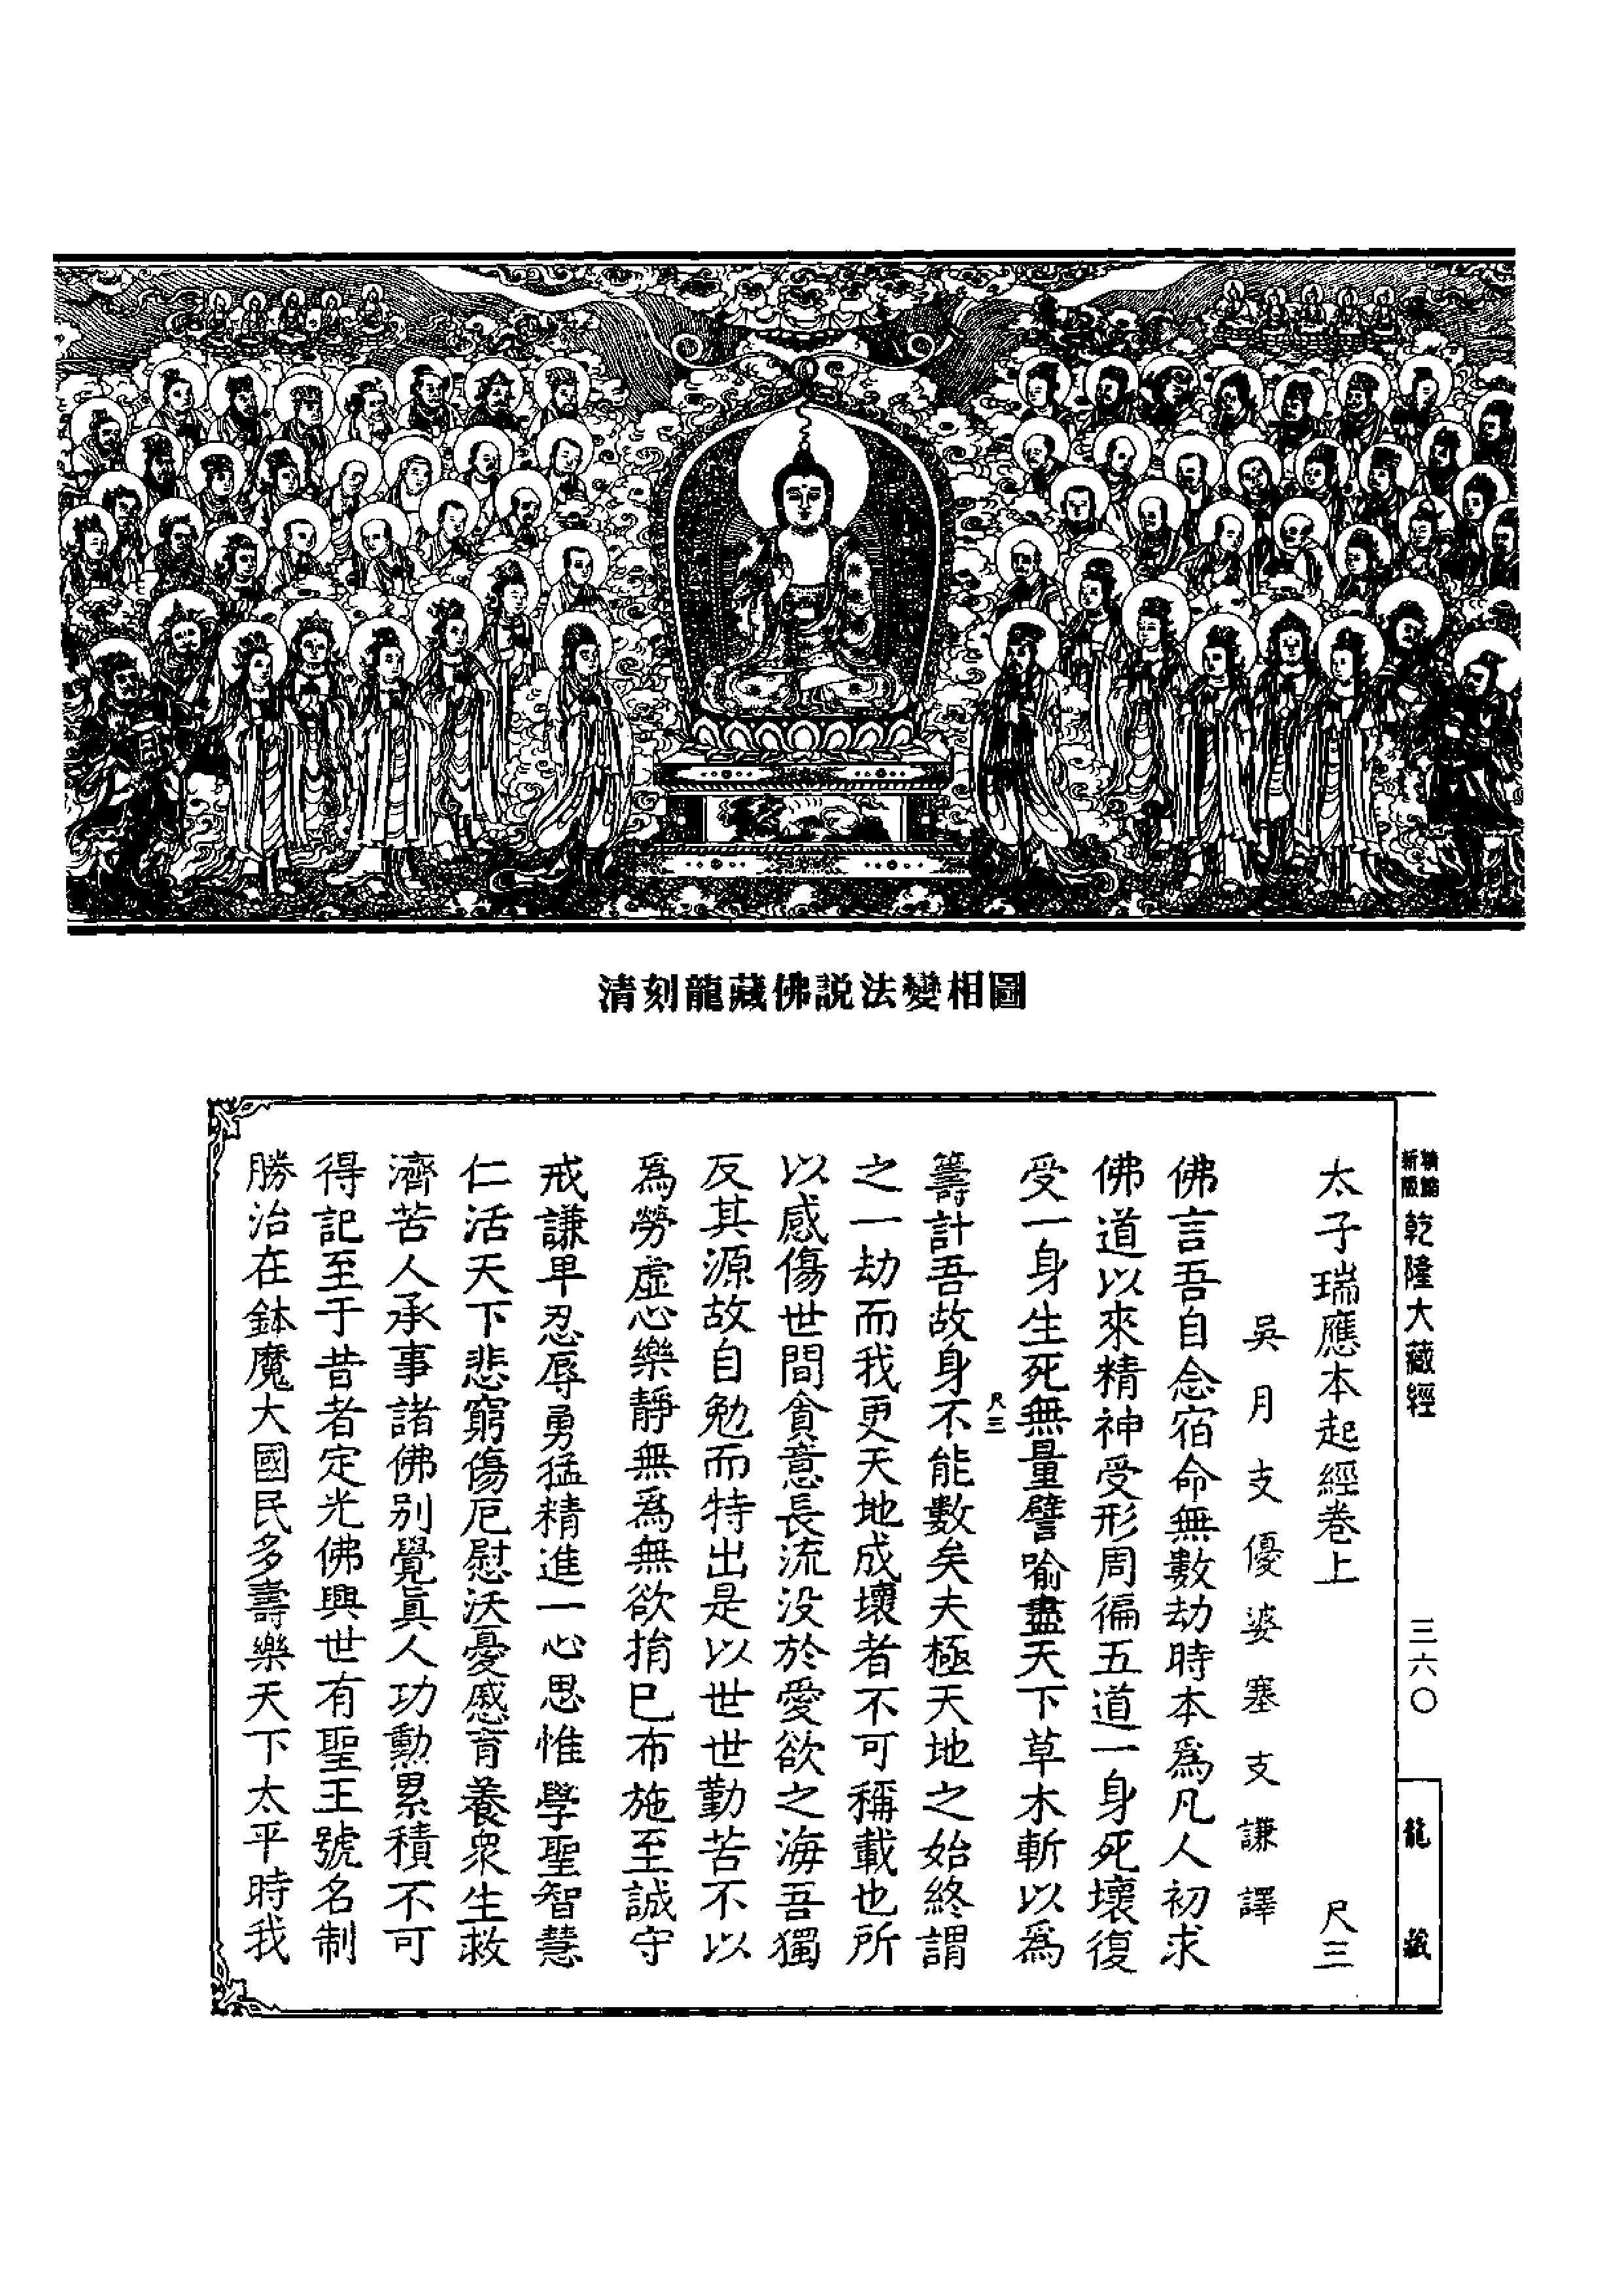 清刻龍藏佛説法變相圖
精縮新版乾隆大藏經
三六〇
龍藏
太子瑞應本起經卷上 尺三
吳月支優婆塞支謙譯
佛言吾自念宿命無數劫時本為凡人初求
佛道以來精神受形周徧五道一身死壞復
受一身生死無量譬喻盡天下草木斬以為
尺三
籌計吾故身不能數矣夫極天地之始終謂
之一劫而我更天地成壞者不可稱載也所
以感傷世間貪意長流没於愛欲之海吾獨
反其源故自勉而特出是以世世勤苦不以
為勞虛心樂靜無為無欲捐已布施至誠守
戒謙卑忍辱勇猛精進一心思惟學聖智慧
仁活天下悲窮傷厄慰沃憂慼育養衆生救
濟苦人承事諸佛别覺眞人功勳累積不可
得記至于昔者定光佛興世有聖王號名制
勝治在鉢魔大國民多壽樂天下太平時我